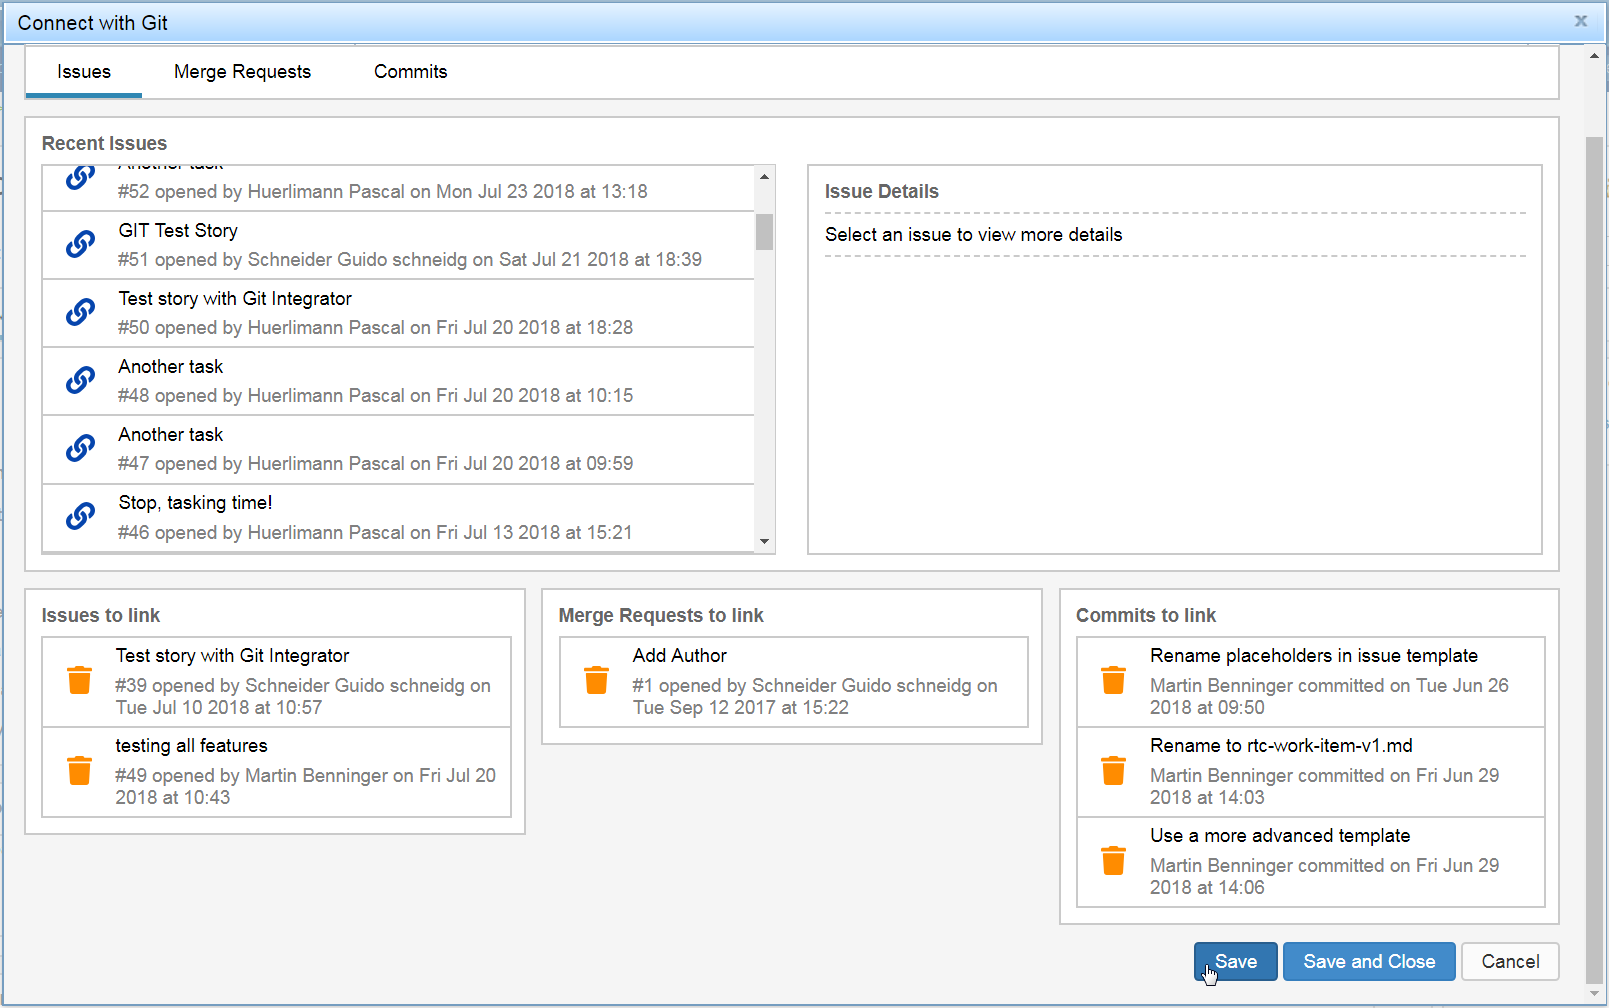 Connect with Git
x
Issues
Merge Requests
Commits
Recent Issues
Another task
#52 opened by Huerlimann Pascal on Mon Jul 23 2018 at 13:18
GIT Test Story
#51 opened by Schneider Guido schneidg on Sat Jul 21 2018 at 18:39
Test story with Git Integrator
#50 opened by Huerlimann Pascal on Fri Jul 20 2018 at 18:28
Another task
#48 opened by Huerlimann Pascal on Fri Jul 20 2018 at 10:15
Another task
#47 opened by Huerlimann Pascal on Fri Jul 20 2018 at 09:59
Stop, tasking time!
#46 opened by Huerlimann Pascal on Fri Jul 13 2018 at 15:21
Issue Details
Select an issue to view more details
Issues to link
Test story with Git Integrator
#39 opened by Schneider Guido schneidg on
Tue Jul 10 2018 at 10:57
testing all features
#49 opened by Martin Benninger on Fri Jul 20
2018 at 10:43
Merge Requests to link
Add Author
#1 opened by Schneider Guido schneidg on
Tue Sep 12 2017 at 15:22
Commits to link
Rename placeholders in issue template
Martin Benninger committed on Tue Jun 26
2018 at 09:50
Rename to rtc-work-item-v1.md
Martin Benninger committed on Fri Jun 29
2018 at 14:03
Use a more advanced template
Martin Benninger committed on Fri Jun 29
2018 at 14:06
Save
Save and Close
Cancel